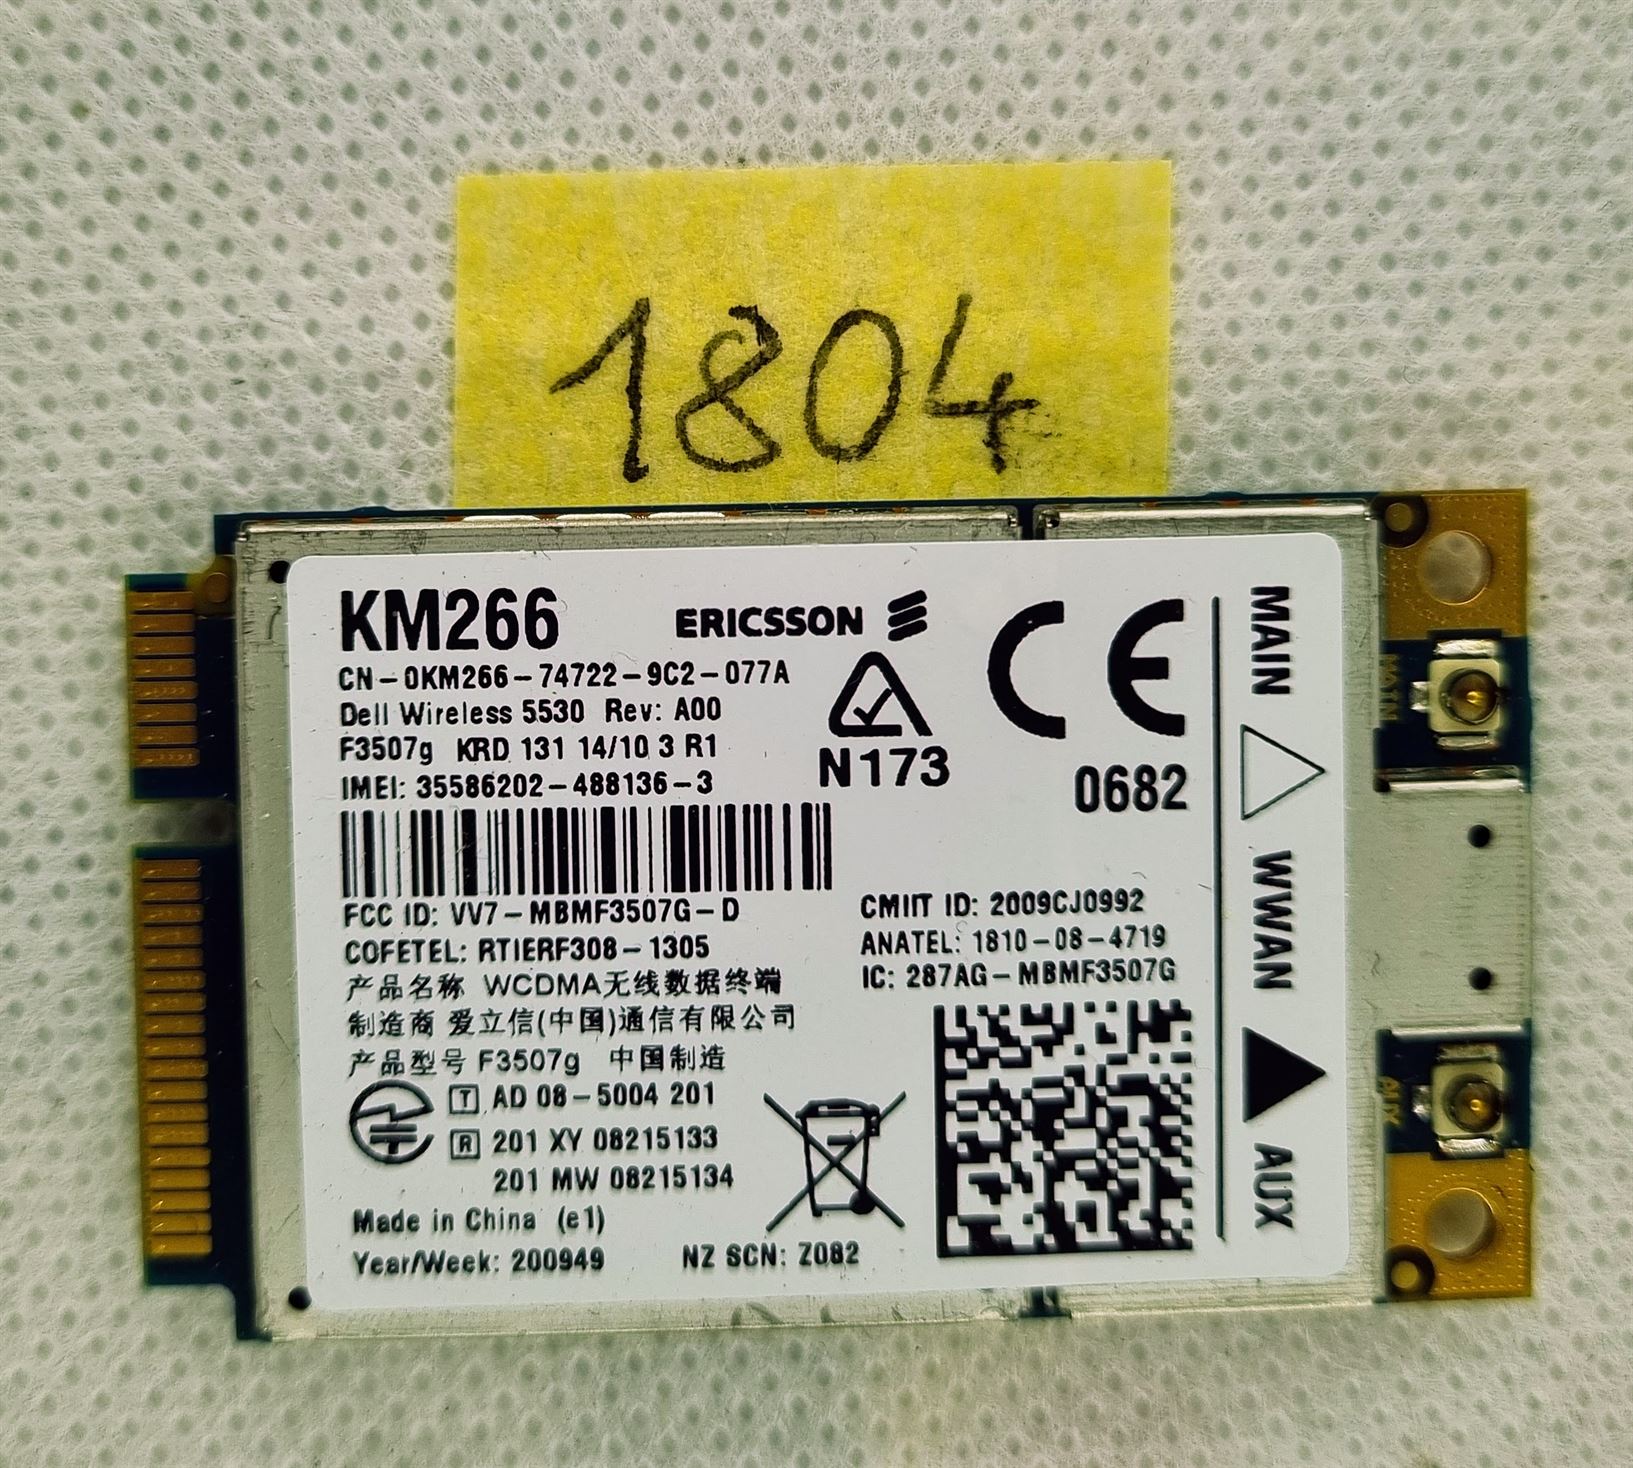 1804
KM266
ERICSSON
CN-0KM266-74722-9C2-077A
Dell Wireless 5530 Rev: A00
F3507g KRD 131 14/10 3 R1
IMEI: 35586202-488136-3
N173
CE
0682
FCC ID: VV7-MBMF3507G-D
COFETEL: RTIERF308-1305
CMIIT ID: 2009CJ0992
ANATEL: 1810-08-4719
IC: 287AG-MBMF3507G
产品名称 WCDMA无线数据终端
制造商 爱立信(中国)通信有限公司
产品型号 F3507g 中国制造
T AD 08-5004 201
R 201 XY 08215133
201 MW 08215134
Made in China (e1)
Year/Week: 200949
NZ SCN: Z082
MAIN
WWAN
AUX
MAIN
AUX